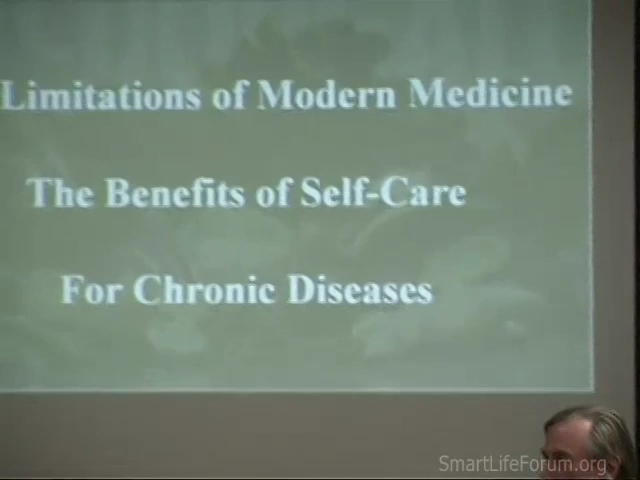 Limitations of Modern Medicine
The Benefits of Self-Care
For Chronic Diseases
SmartLifeForum.org